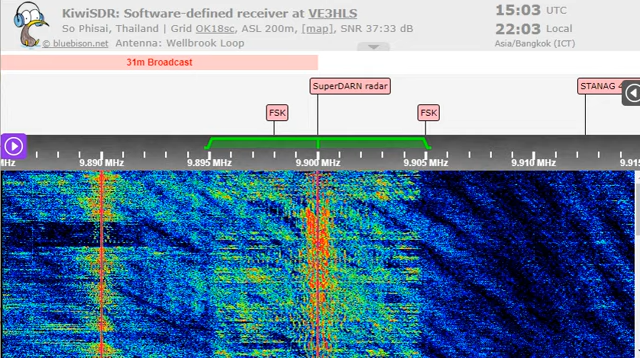 KiwiSDR: Software-defined receiver at VE3HLS
So Phisai, Thailand | Grid OK18sc, ASL 200m, [map], SNR 37:33 dB
© bluebison.net Antenna: Wellbrook Loop
15:03 UTC
22:03 Local
Asia/Bangkok (ICT)
31m Broadcast
SuperDARN radar
STANAG 4
FSK
FSK
MHz 9.890 MHz 9.895 MHz 9.900 MHz 9.905 MHz 9.910 MHz 9.915